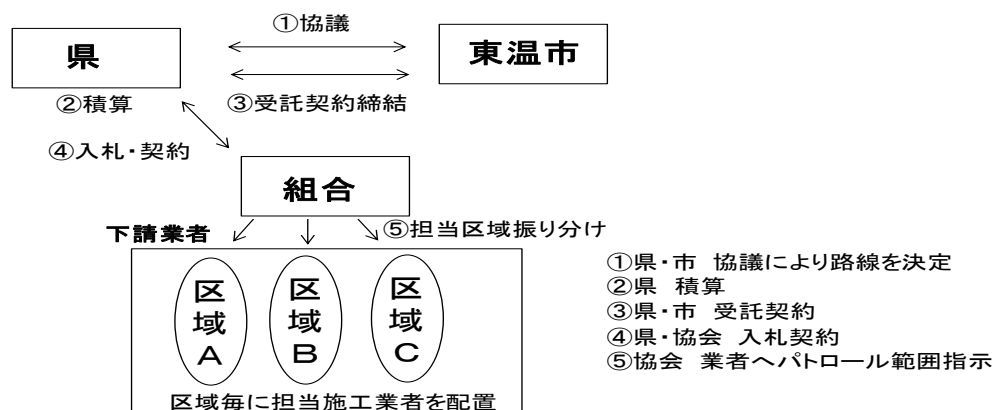 ①協議
県
東温市
②積算
③受託契約締結
④入札・契約
組合
⑤担当区域振り分け
下請業者
区域A
区域B
区域C
区域毎に担当施工業者を配置
①県・市 協議により路線を決定
②県 積算
③県・市 受託契約
④県・協会 入札契約
⑤協会 業者へパトロール範囲指示